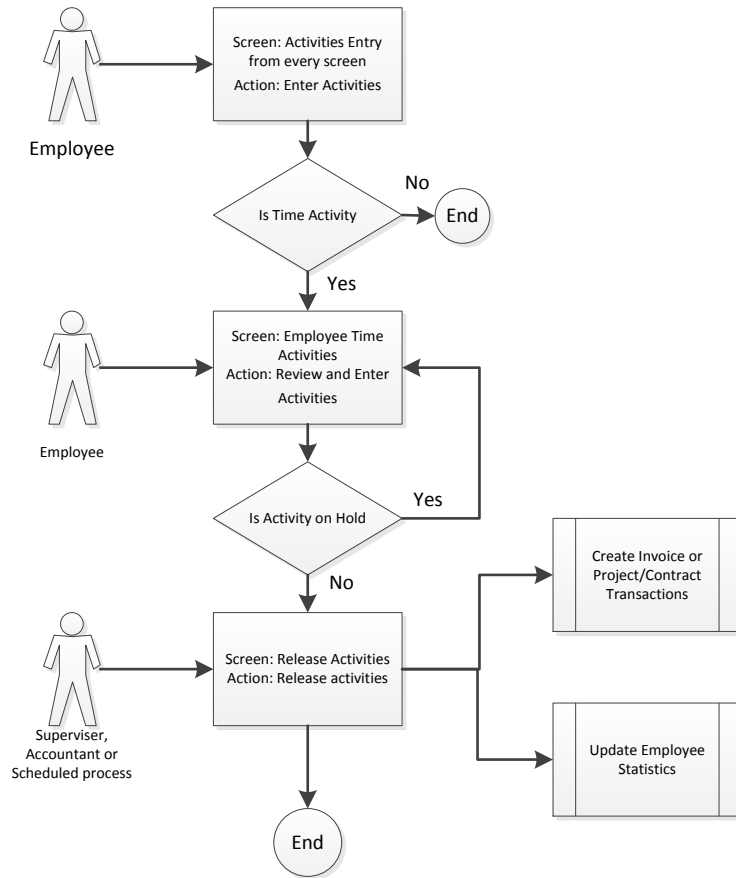 Screen: Activities Entry
from every screen
Action: Enter Activities
Employee
Is Time Activity
No
End
Yes
Screen: Employee Time
Activities
Action: Review and Enter
Activities
Employee
Is Activity on Hold
Yes
No
Create Invoice or
Project/Contract
Transactions
Screen: Release Activities
Action: Release activities
Superviser,
Accountant or
Scheduled process
Update Employee
Statistics
End